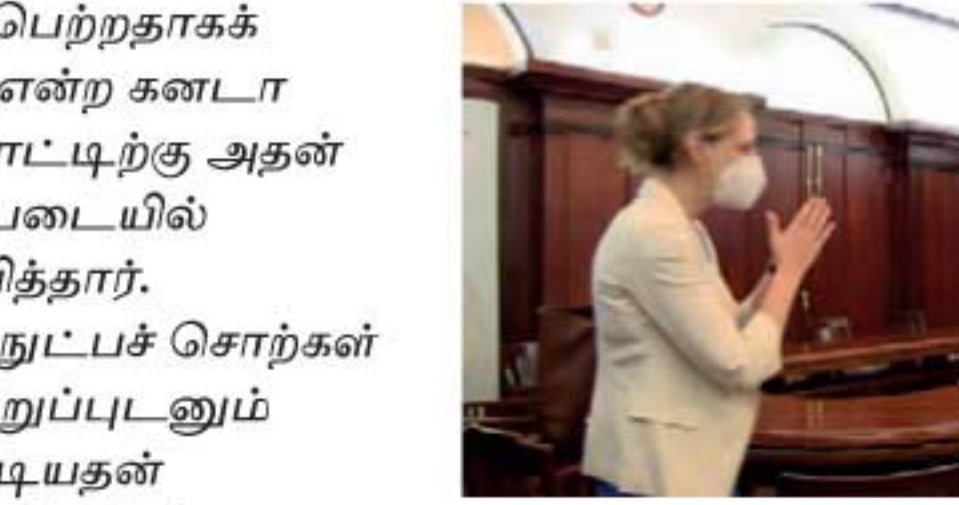 பெற்றதாகக்
என்ற கனடா
ாட்டிற்கு அதன்
படையில்
பித்தார்.
நுட்பச் சொற்கள்
றுப்புடனும்
டியதன்